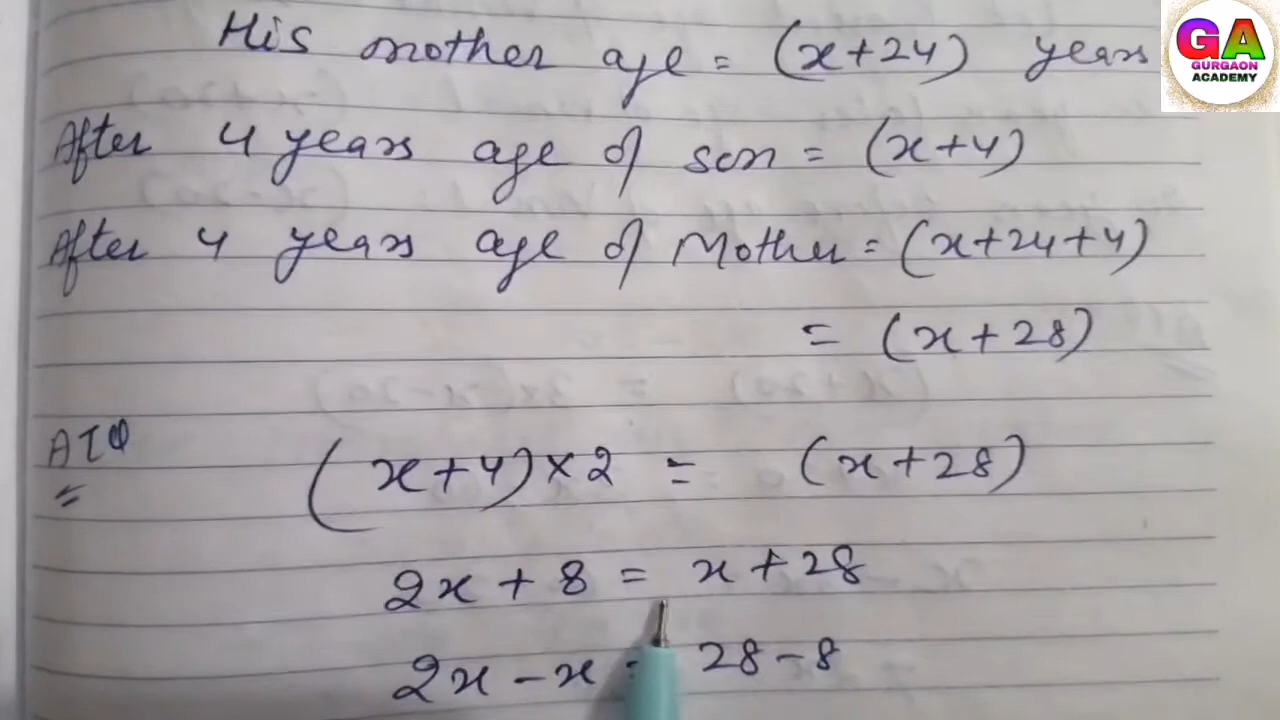 His mother age = (x+24) years
GA
GURGAON
ACADEMY
After 4 years age of son = (x+4)
After 4 years age of Mother = (x+24+4)
= (x+28)
ATQ
(x+4)×2 = (x+28)
2x+8 = x+28
2x-x = 28-8